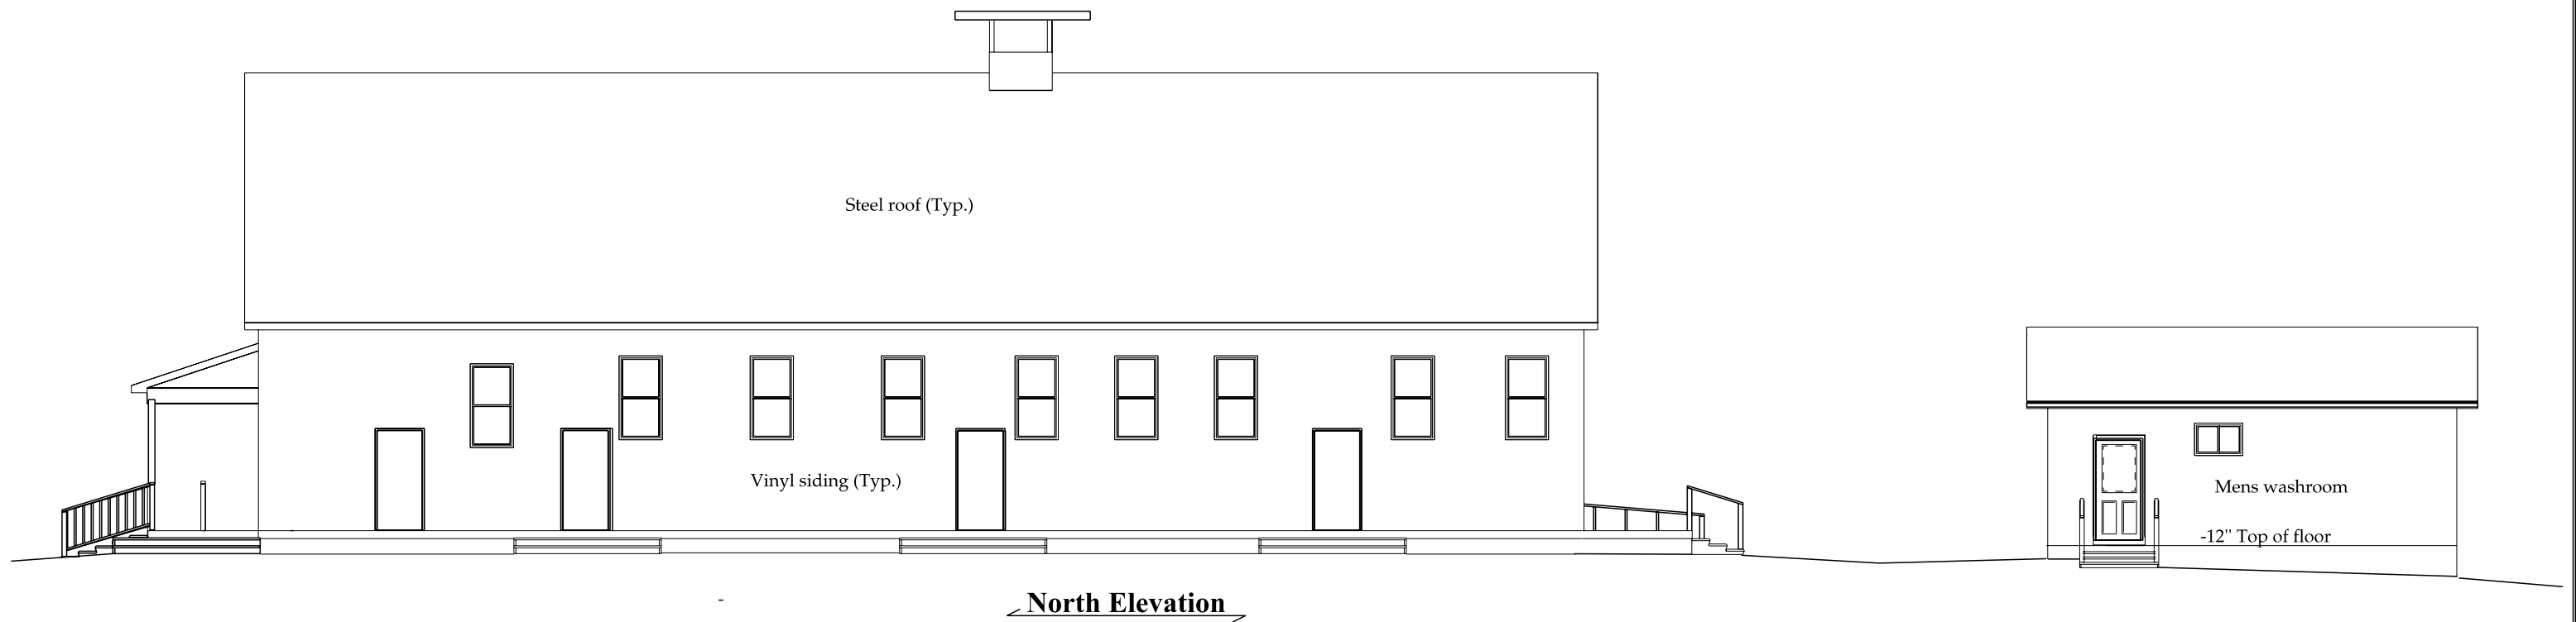 Steel roof (Typ.)
Vinyl siding (Typ.)
Mens washroom
-12" Top of floor
North Elevation